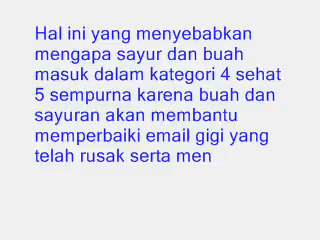 Hal ini yang menyebabkan
mengapa sayur dan buah
masuk dalam kategori 4 sehat
5 sempurna karena buah dan
sayuran akan membantu
memperbaiki email gigi yang
telah rusak serta men